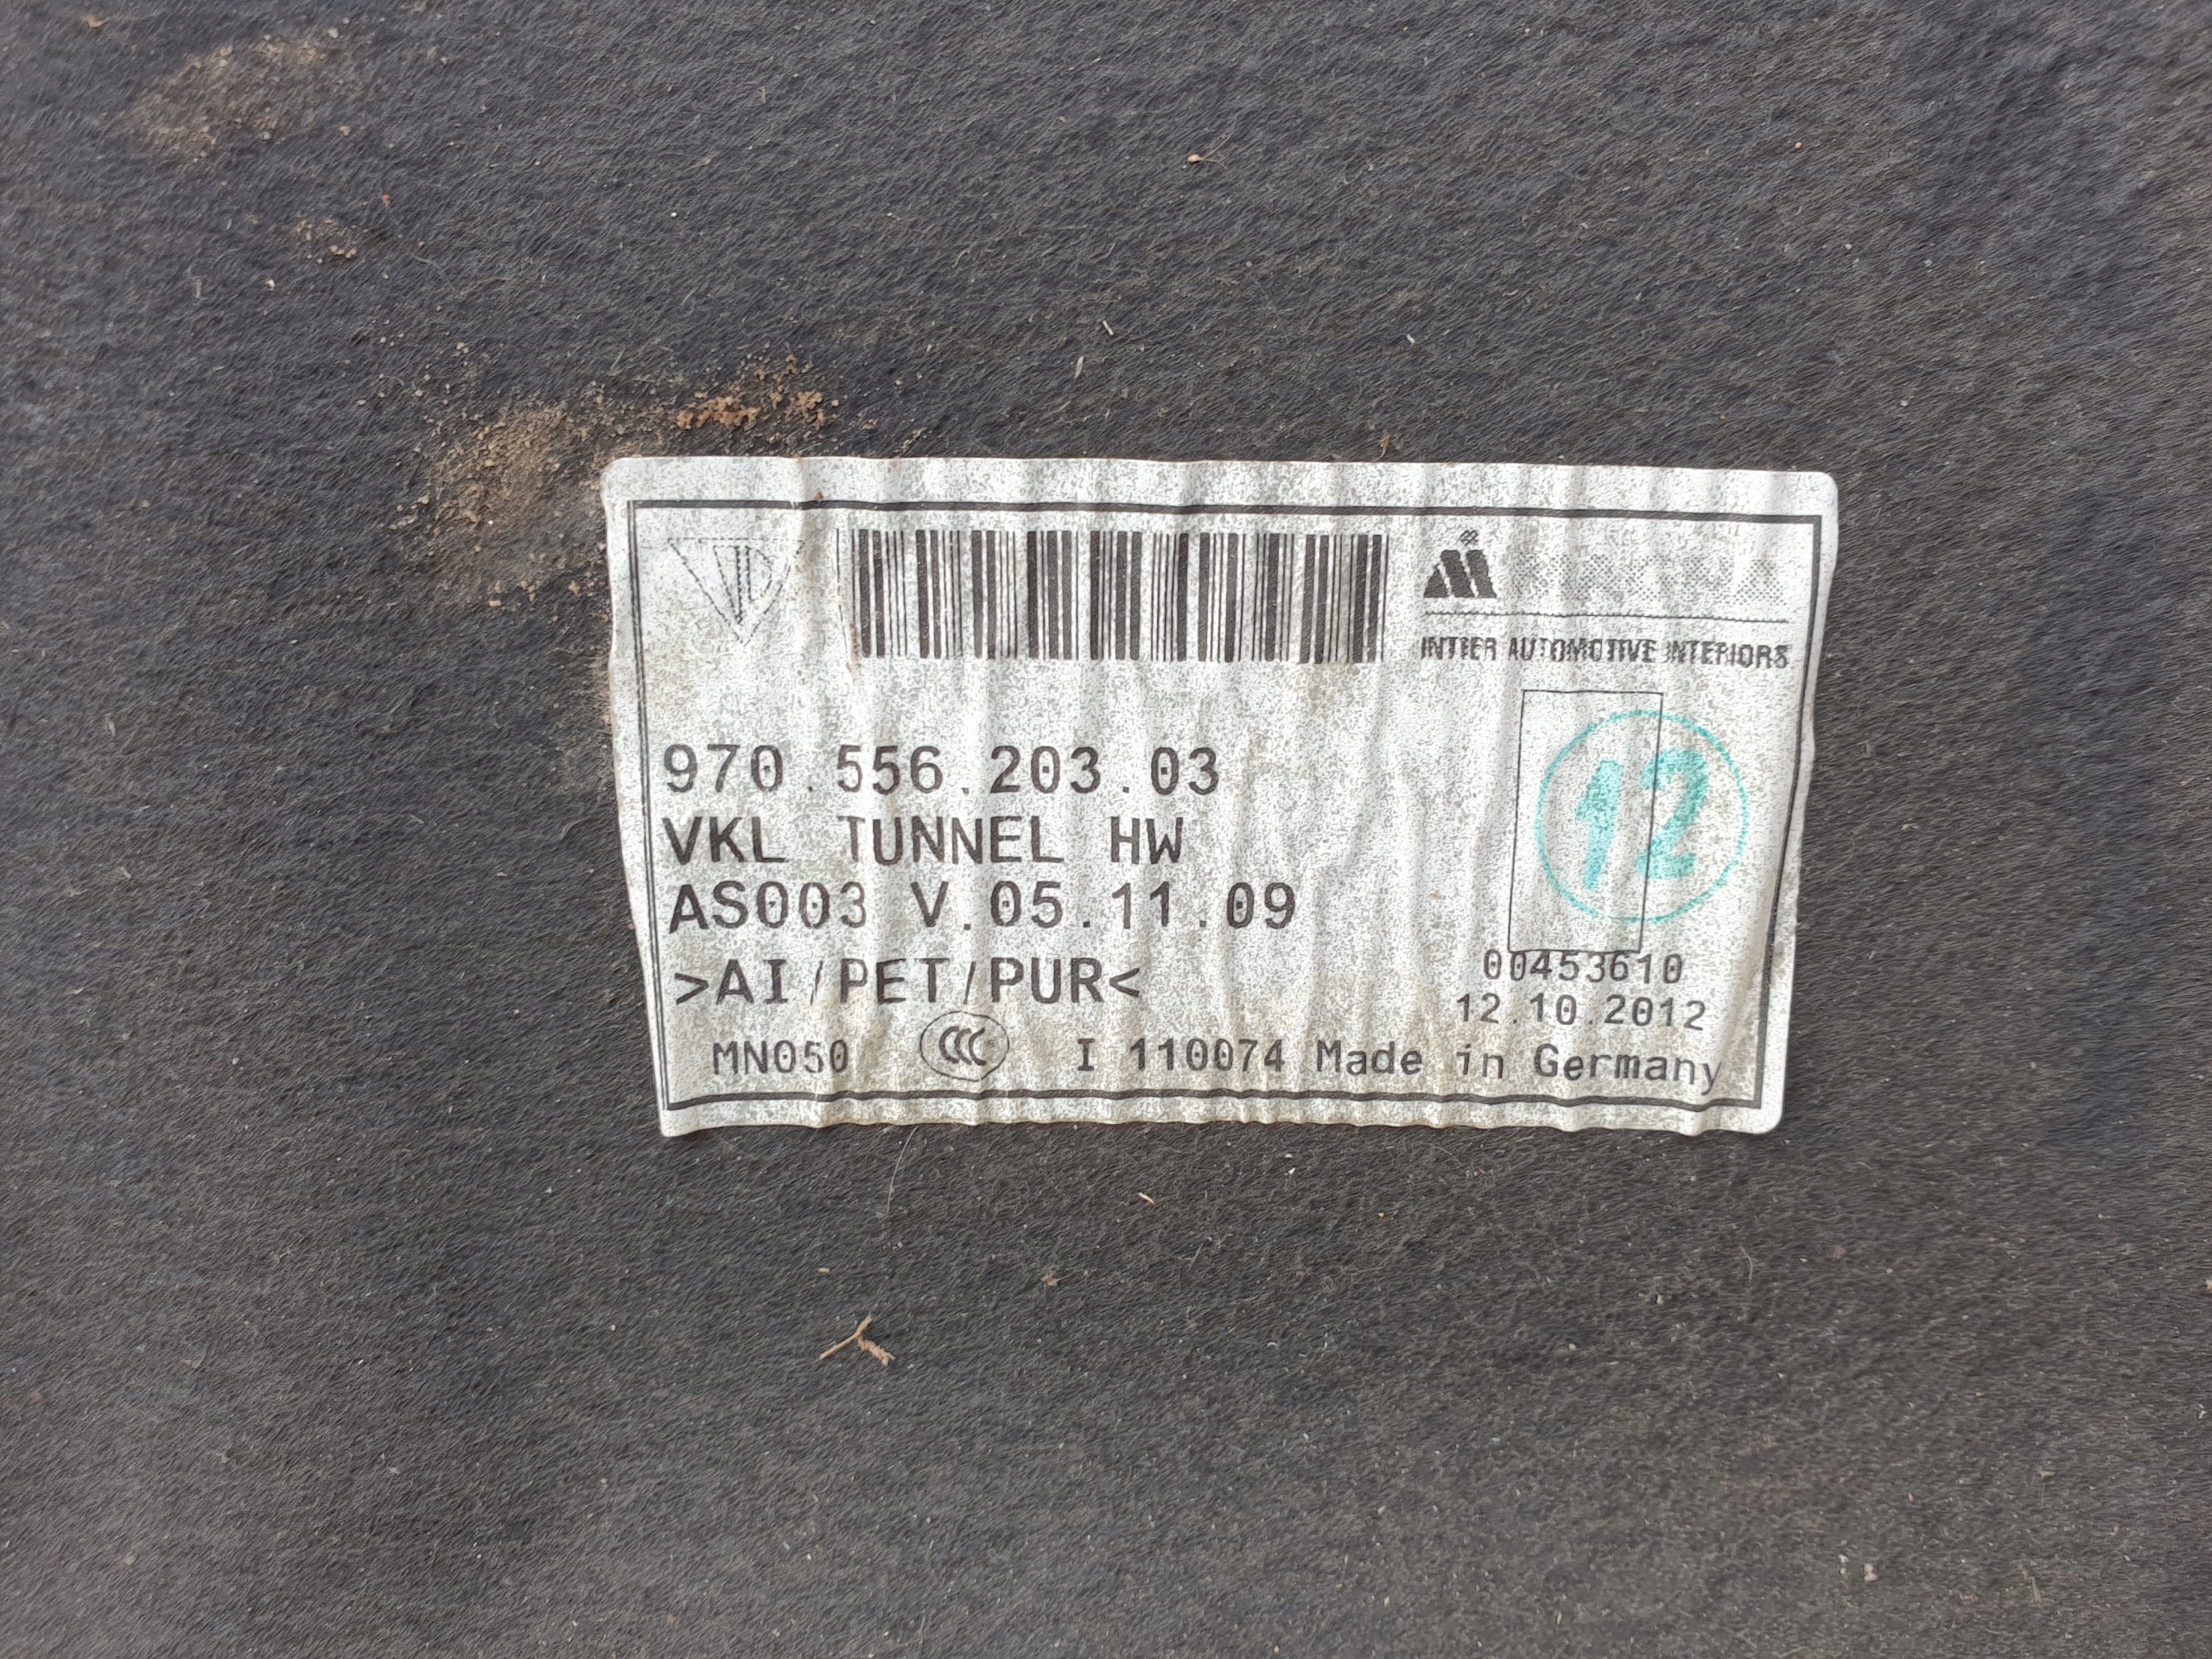 INTIER AUTOMOTIVE INTERIORS
970.556.203.03
VKL TUNNEL HW
AS003 V.05.11.09
12
>AI/PET/PUR<
00453610
12.10.2012
MN050 CCC I 110074 Made in Germany